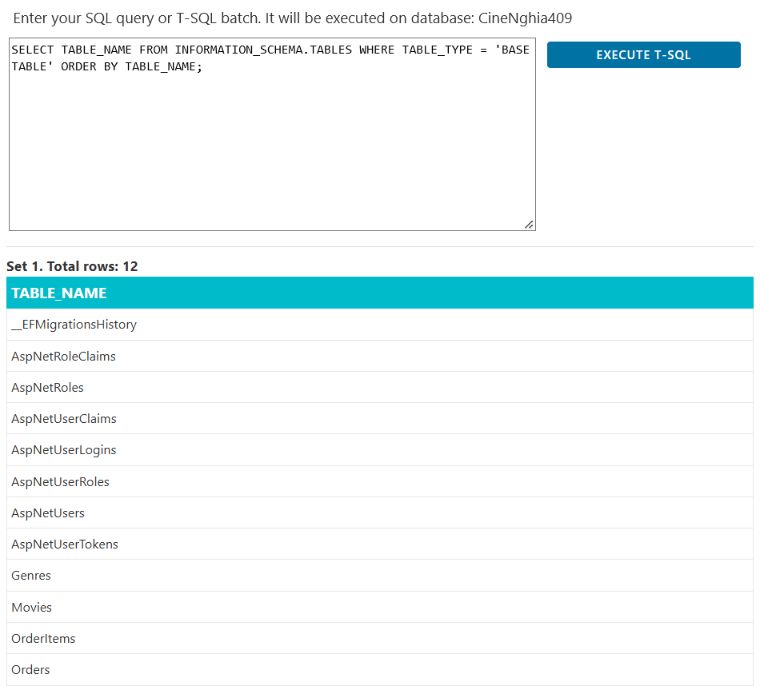 Enter your SQL query or T-SQL batch. It will be executed on database: CineNghia409
SELECT TABLE_NAME FROM INFORMATION_SCHEMA.TABLES WHERE TABLE_TYPE = 'BASE
TABLE' ORDER BY TABLE_NAME;
EXECUTE T-SQL
Set 1. Total rows: 12
TABLE_NAME
__EFMigrationsHistory
AspNetRoleClaims
AspNetRoles
AspNetUserClaims
AspNetUserLogins
AspNetUserRoles
AspNetUsers
AspNetUserTokens
Genres
Movies
OrderItems
Orders